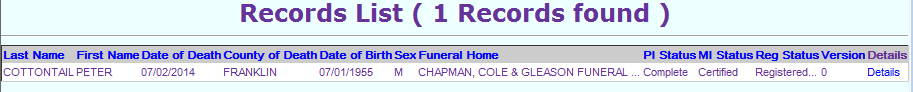 Records List ( 1 Records found )
Last Name First Name Date of Death County of Death Date of Birth Sex Funeral Home PI Status MI Status Reg Status Version Details
COTTONTAIL PETER 07/02/2014 FRANKLIN 07/01/1955 M CHAPMAN, COLE & GLEASON FUNERAL ... Complete Certified Registered... 0 Details